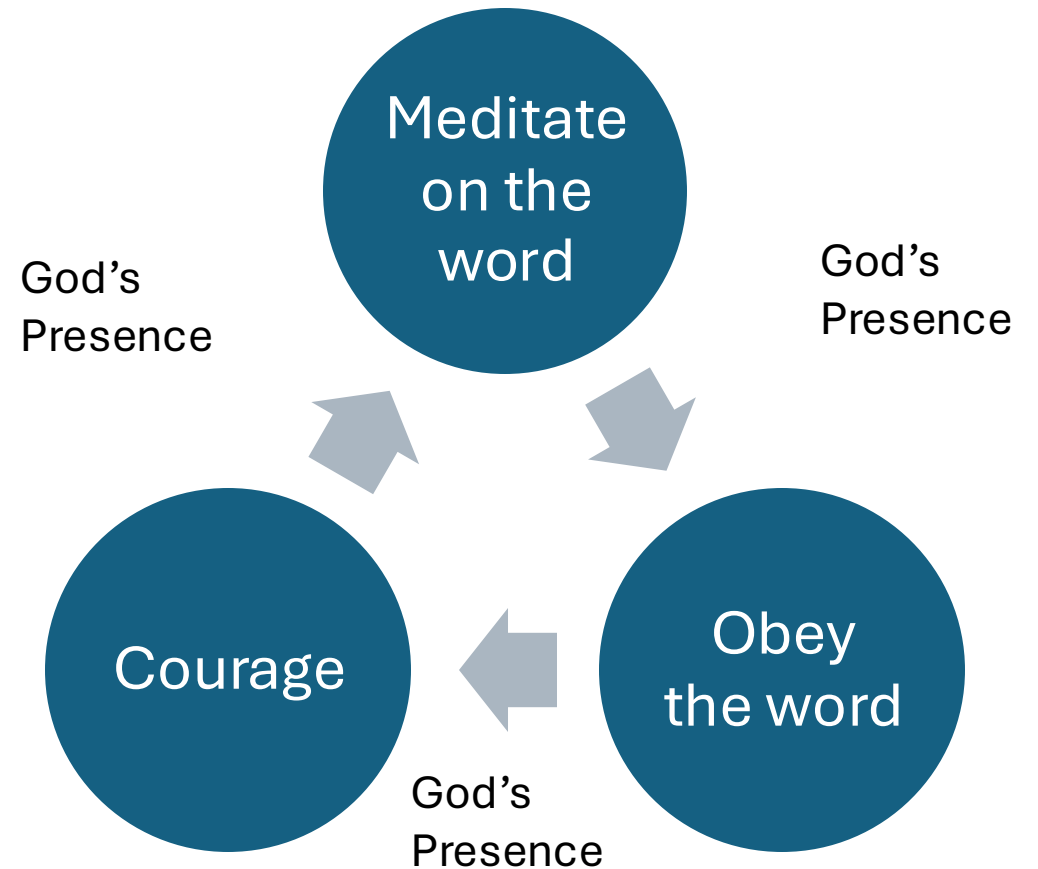 Meditate
on the
word
God’s
Presence
God’s
Presence
Obey
the word
Courage
God’s
Presence